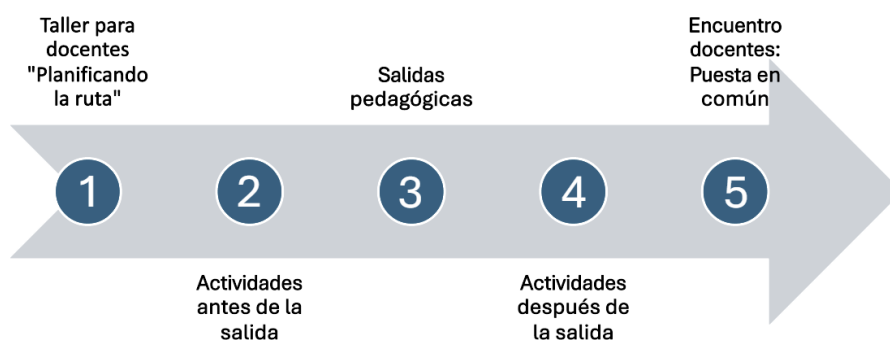 Taller para
docentes
"Planificando
la ruta"
1
Actividades
antes de la
salida
2
Salidas
pedagógicas
3
Actividades
después de
la salida
4
Encuentro
docentes:
Puesta en
común
5